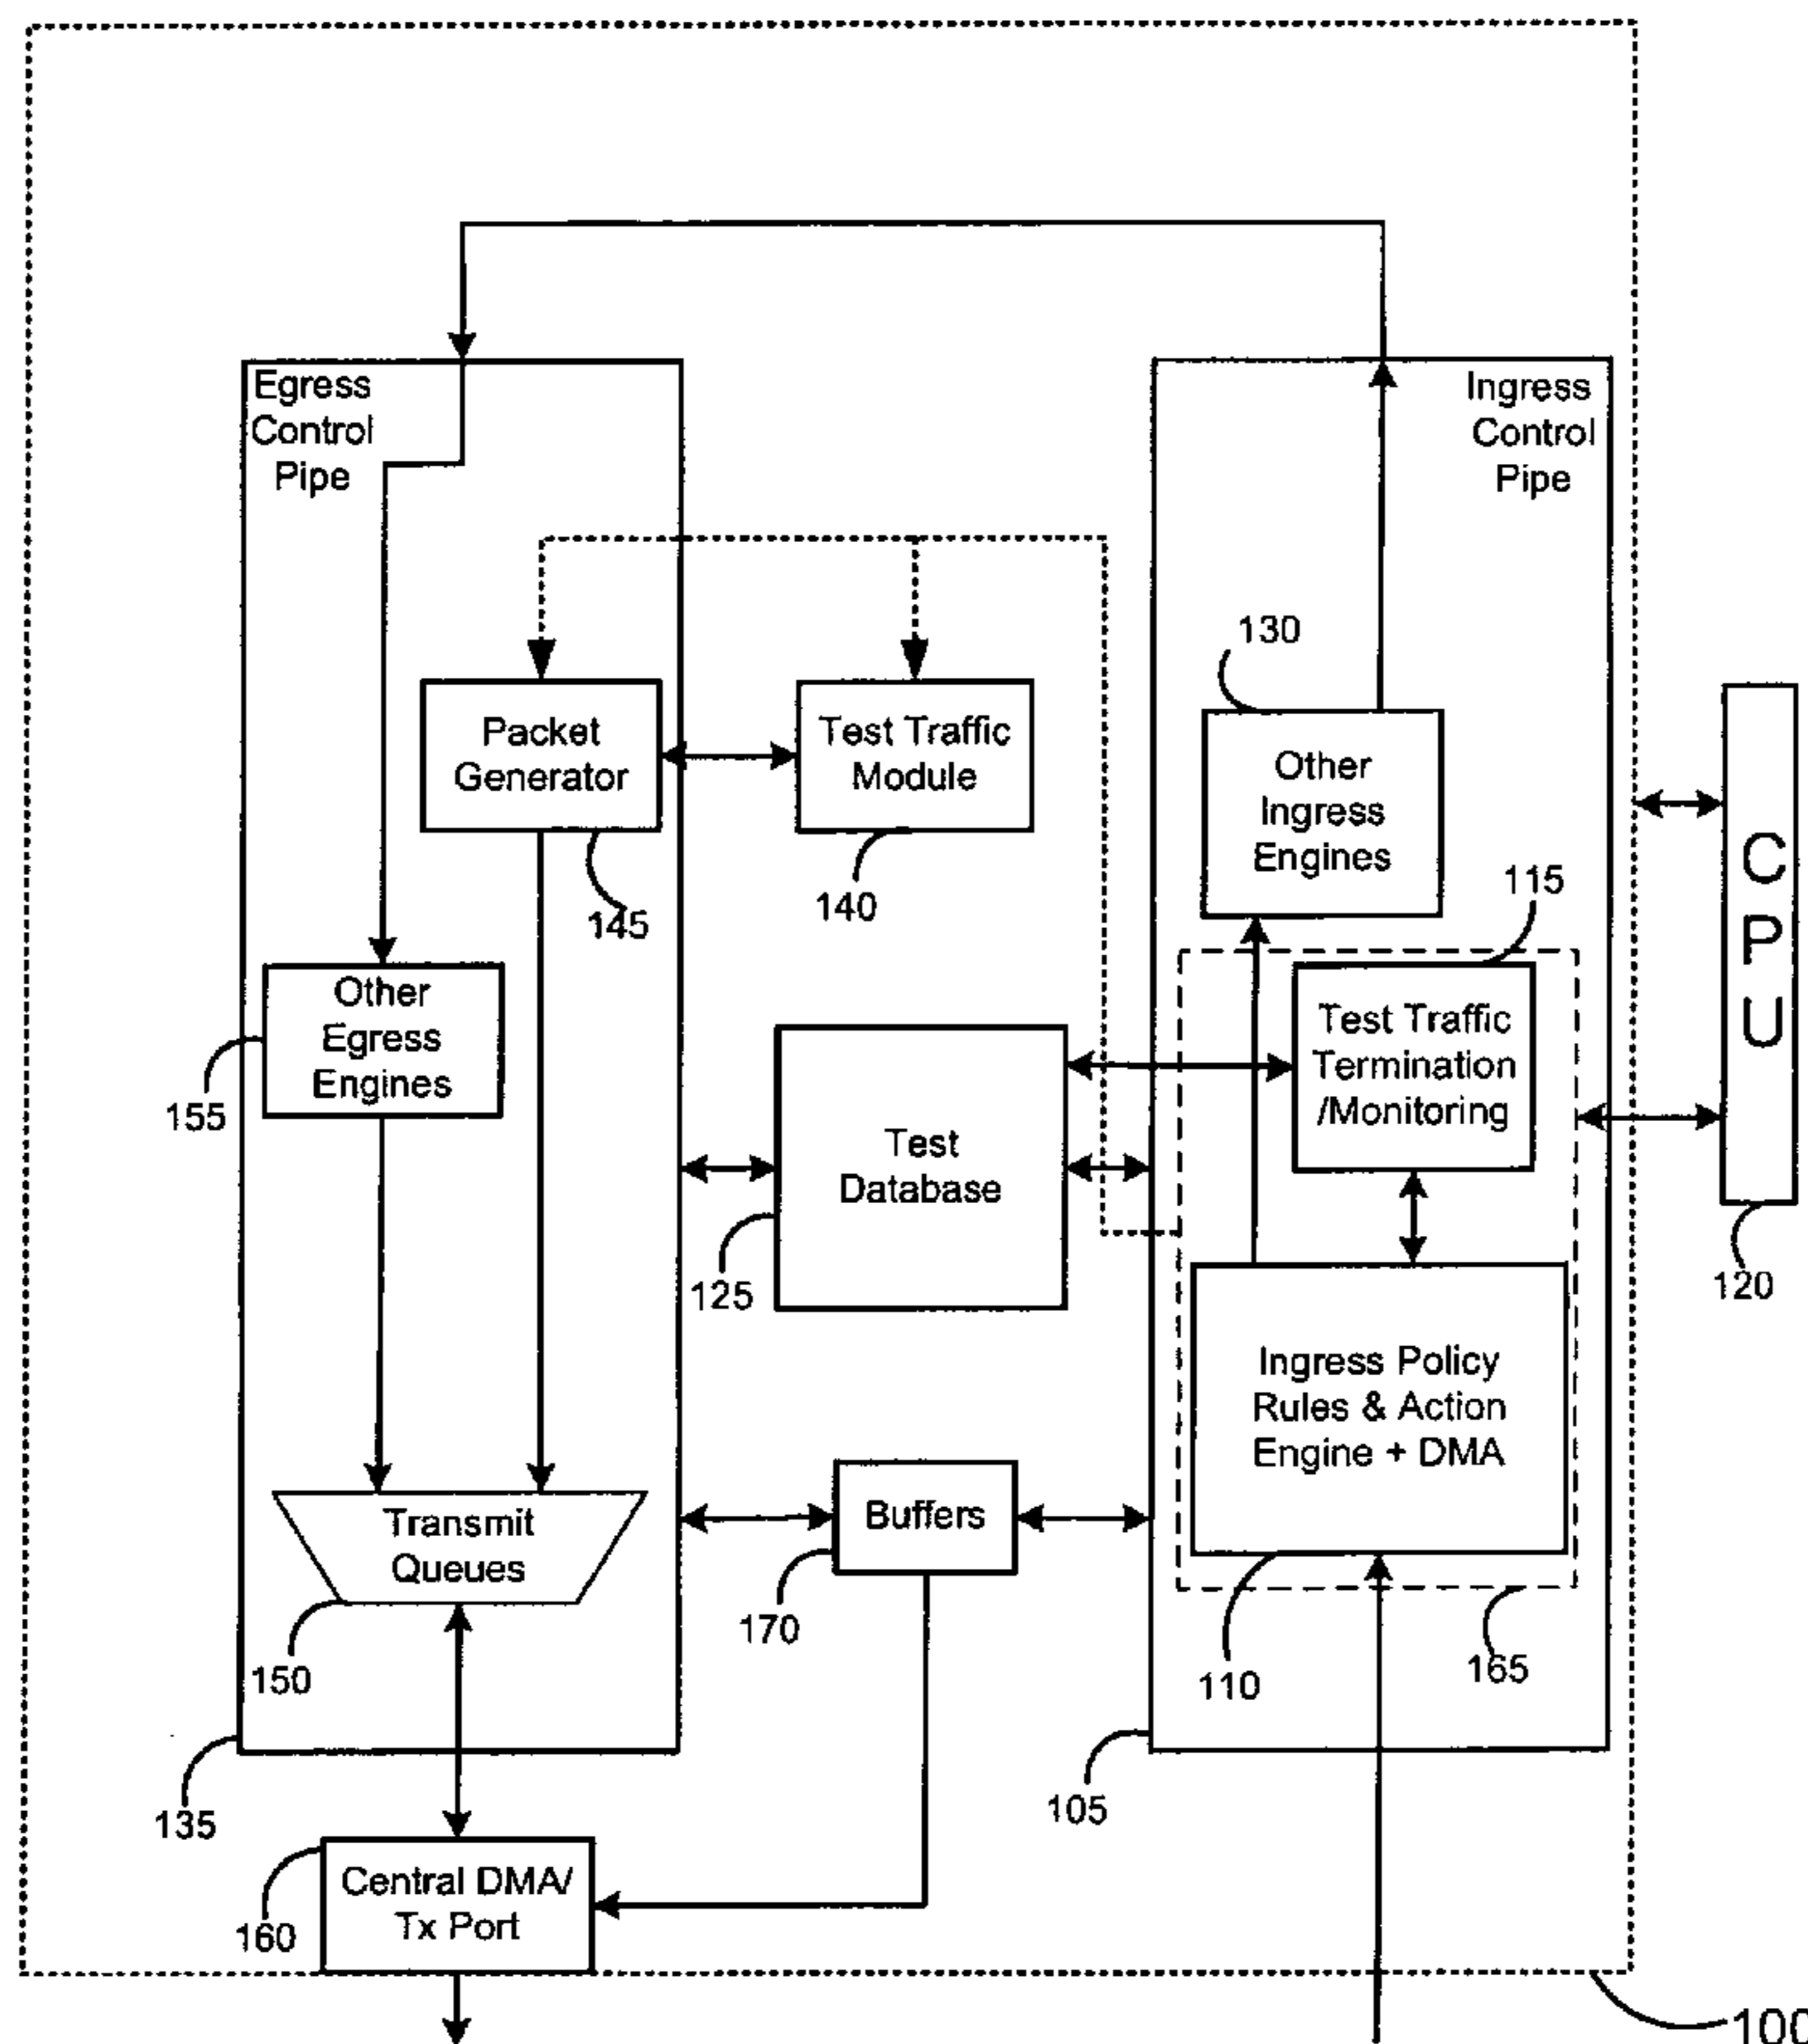 Egress
Control
Pipe
Ingress
Control
Pipe
130
Packet
Generator
Test Traffic
Module
Other
Ingress
Engines
C
P
U
115
140
145
Other
Egress
Engines
Test Traffic
Termination
/Monitoring
155
Test
Database
125
120
Ingress Policy
Rules & Action
Engine + DMA
Transmit
Queues
Buffers
170
150
110
165
135
105
Central DMA/
Tx Port
160
100